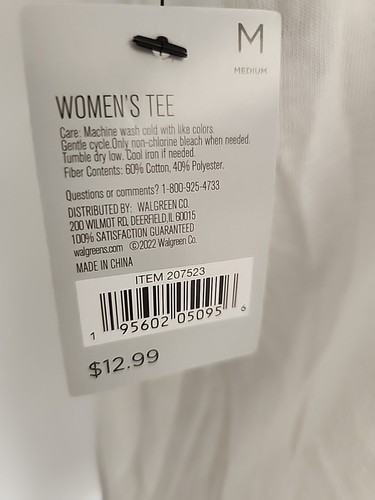 M
MEDIUM
WOMEN'S TEE
Care: Machine wash cold with like colors.
Gentle cycle.Only non-chlorine bleach when needed.
Tumble dry low. Cool iron if needed.
Fiber Contents: 60% Cotton, 40% Polyester.
Questions or comments? 1-800-925-4733
DISTRIBUTED BY: WALGREEN CO.
200 WILMOT RD, DEERFIELD,IL 60015
100% SATISFACTION GUARANTEED
walgreens.com ©2022 Walgreen Co.
MADE IN CHINA
ITEM 207523
1 95602 05095 6
$12.99